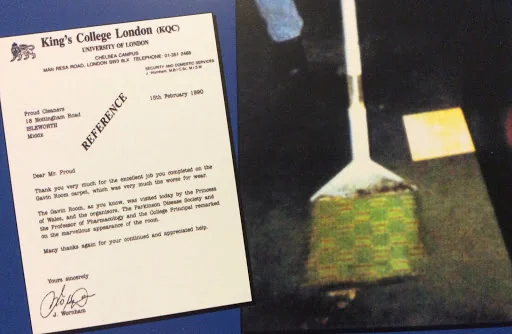 King's College London (KQC)
UNIVERSITY OF LONDON
CHELSEA CAMPUS
MAN RESA ROAD, LONDON SW3 6LX TELEPHONE: 01-351 2488
SECURITY AND DOMESTIC SERVICES
J. Wornham,
REFERENCE
15th February 1990
Proud Cleaners
18 Nottingham Road
ISLEWORTH
Middx
Dear Mr. Proud
Thank you very much for the excellent job you completed on the
Gavin Room carpet, which was very much the worse for wear.
The Gavin Room, as you know, was visited today by the Princess
of Wales, and the organisers, The Parkinson Disease Society and
the Professor of Pharmacology and the College Principal remarked
on the marvellous appearance of the room.
Many thanks again for your continued and appreciated help.
Yours sincerely
J. Wornham